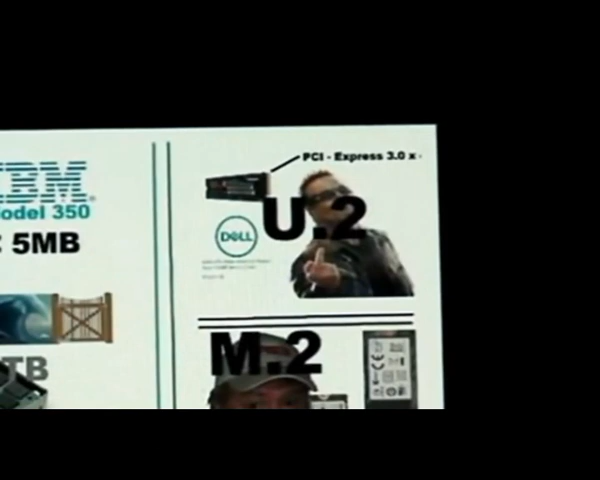 IBM
odel 350
: 5MB
TB
PCI - Express 3.0 x
U.2
DELL
M.2